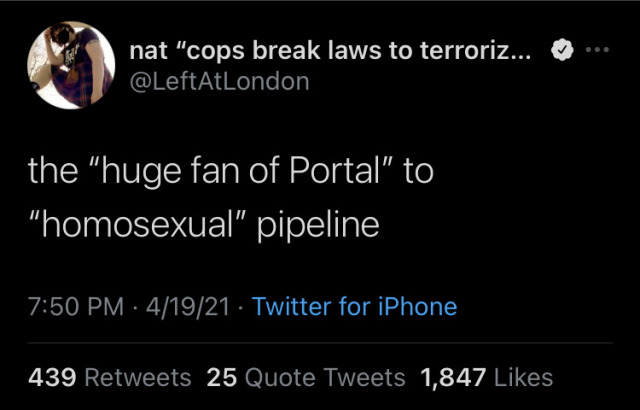 nat “cops break laws to terroriz...
@LeftAtLondon
the “huge fan of Portal” to
“homosexual” pipeline
7:50 PM · 4/19/21 · Twitter for iPhone
439 Retweets 25 Quote Tweets 1,847 Likes